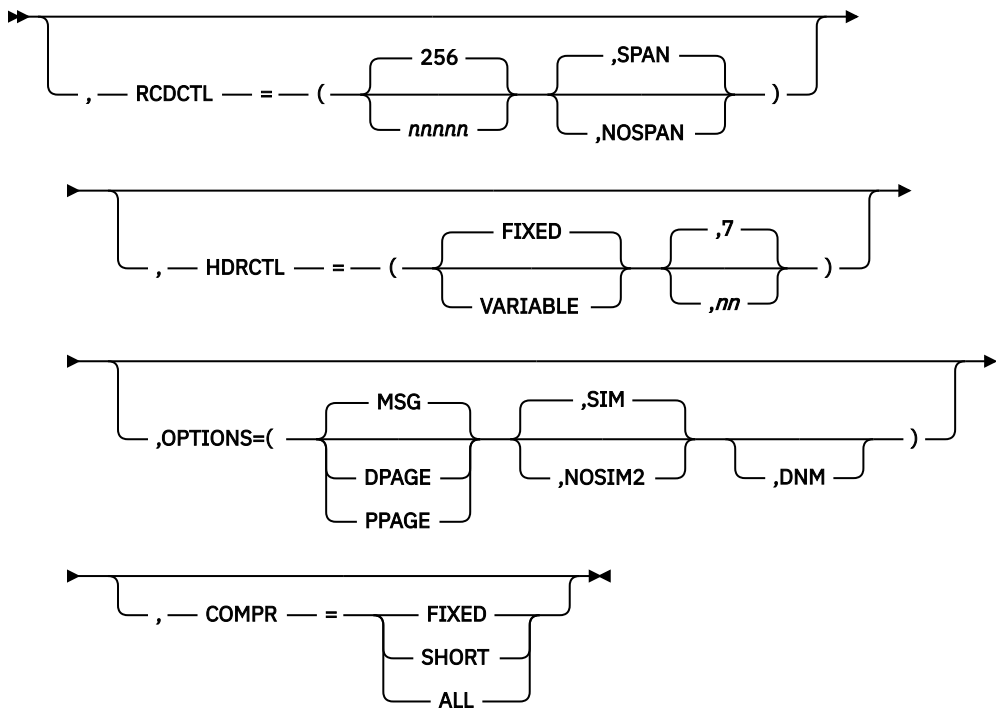 256 ,SPAN
, RCDCTL = ( )
nnnnn ,NOSPAN
FIXED ,7
, HDRCTL = ( )
VARIABLE ,nn
MSG ,SIM
,OPTIONS=( )
DPAGE ,NOSIM2 ,DNM
PPAGE
, COMPR = FIXED
SHORT
ALL